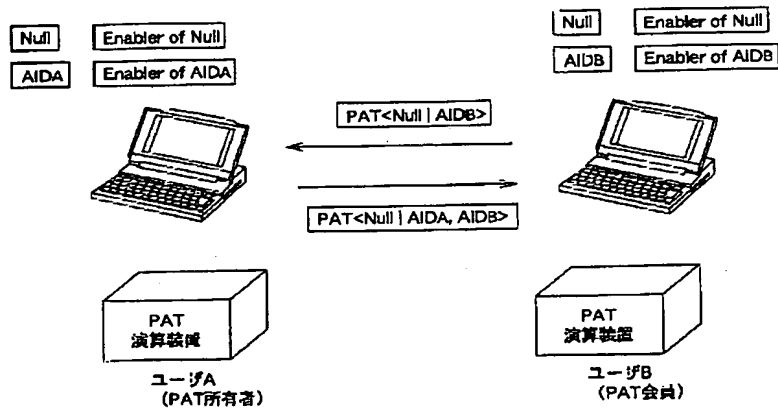 Null Enabler of Null
AIDA Enabler of AIDA
Null Enabler of Null
AIDB Enabler of AIDB
PAT<Null | AIDB>
PAT<Null | AIDA, AIDB>
PAT
演算装置
ユーザA
(PAT所有者)
PAT
演算装置
ユーザB
(PAT会員)